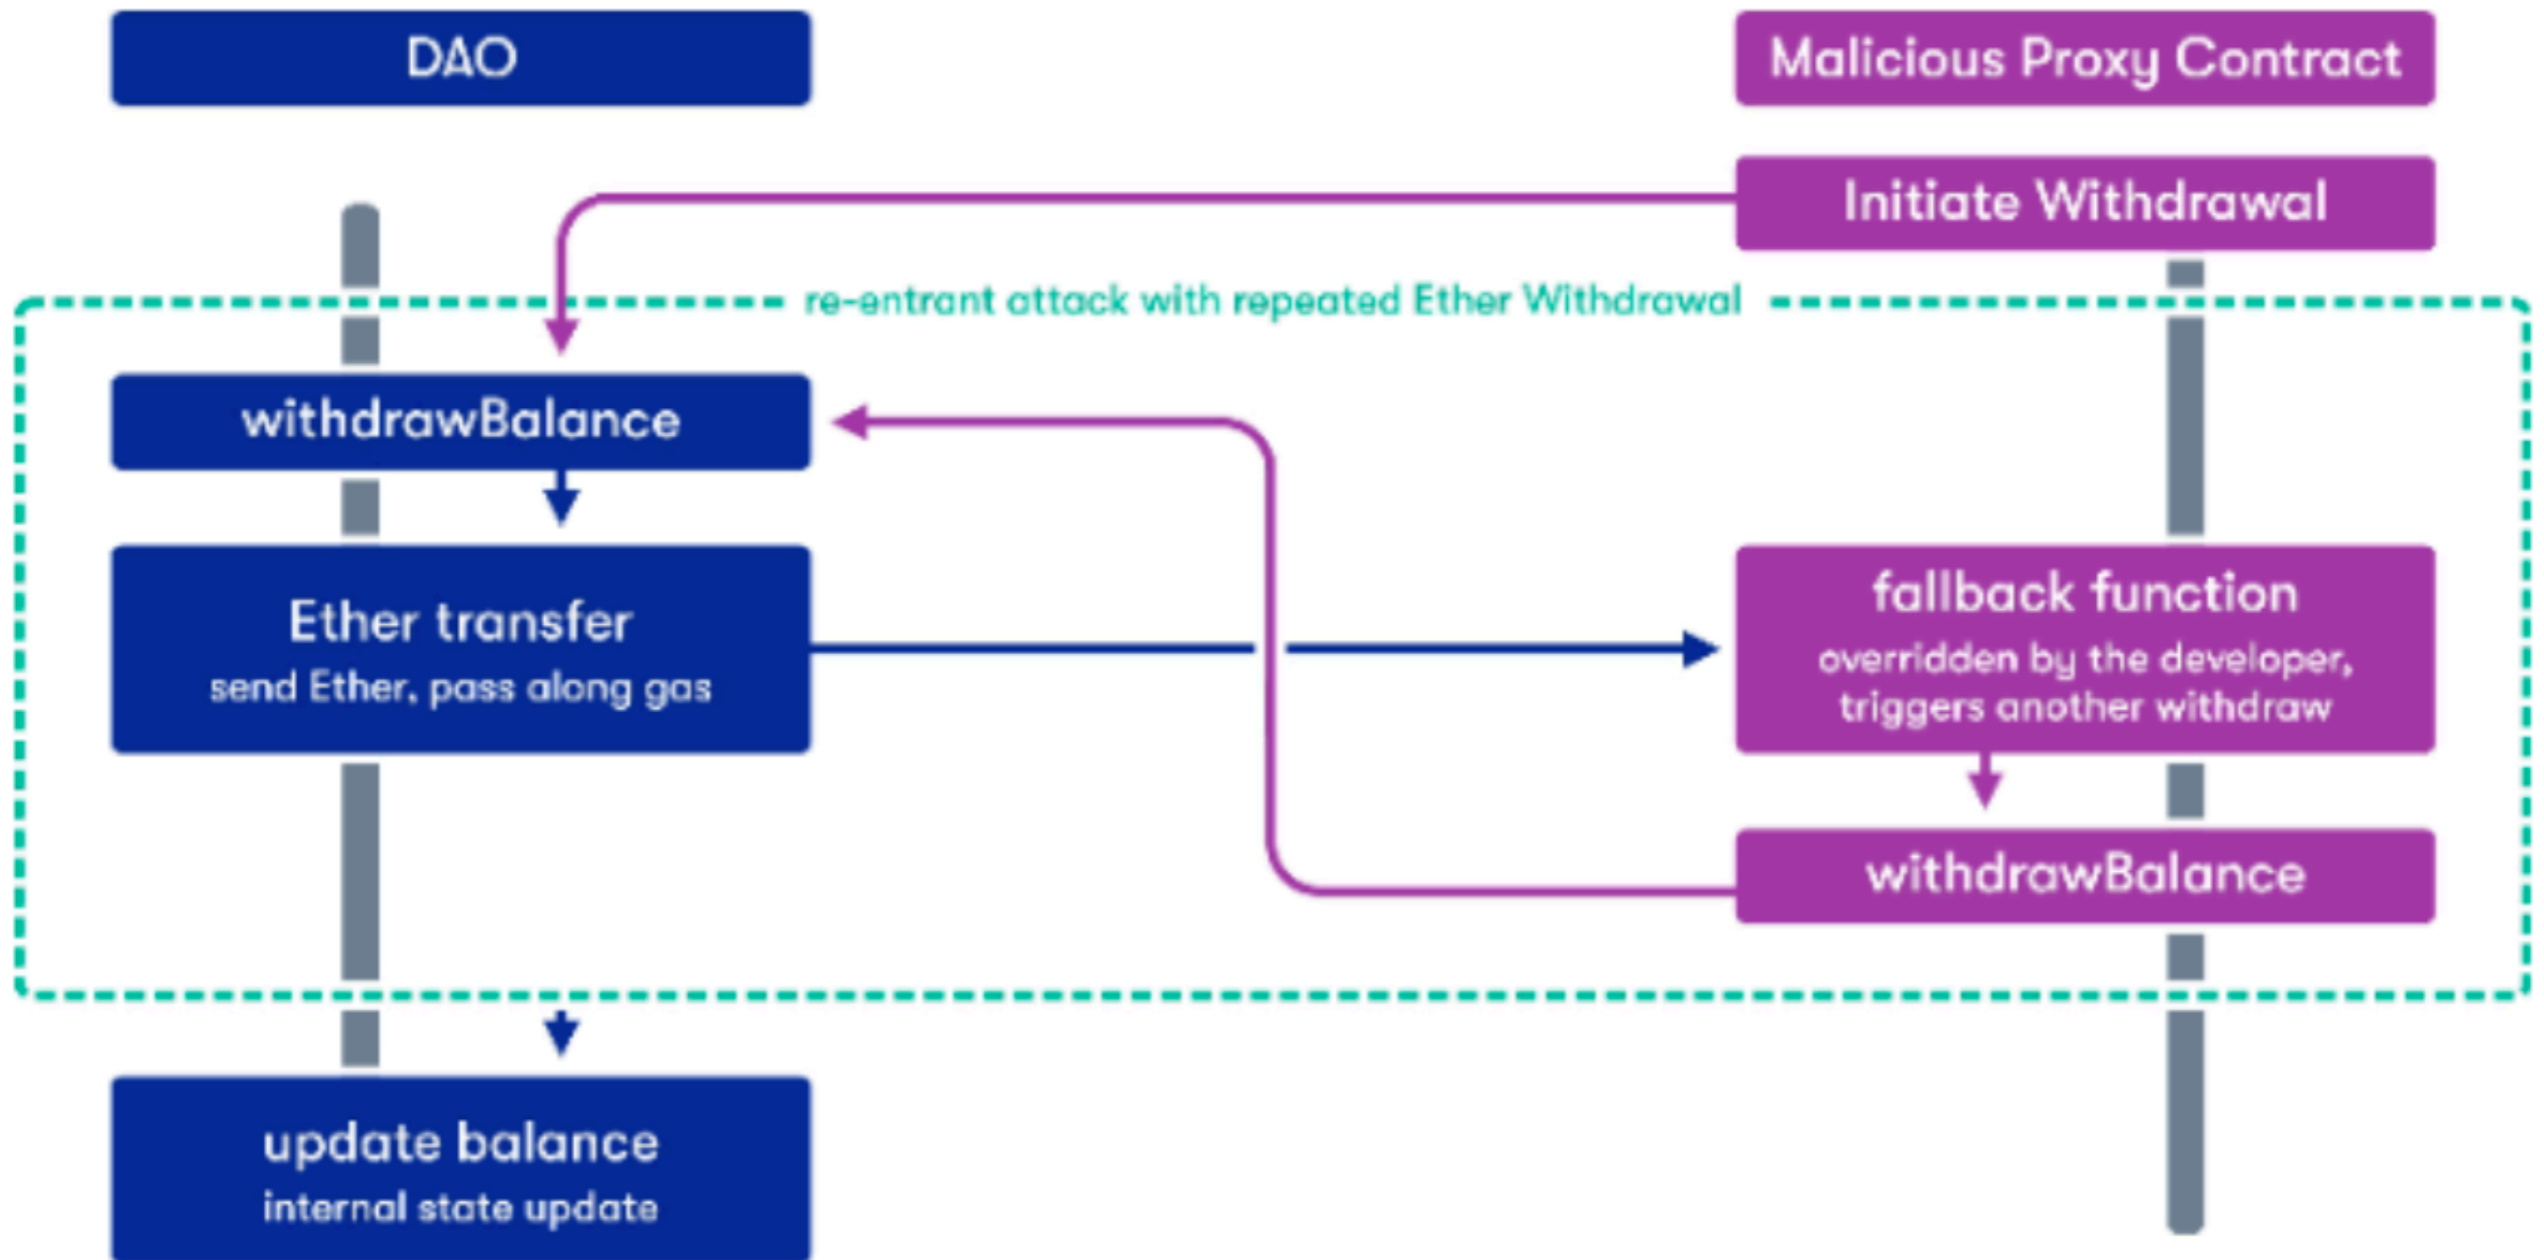 DAO
Malicious Proxy Contract
Initiate Withdrawal
re-entrant attack with repeated Ether Withdrawal
withdrawBalance
Ether transfer
send Ether, pass along gas
fallback function
overridden by the developer,
triggers another withdraw
withdrawBalance
update balance
internal state update